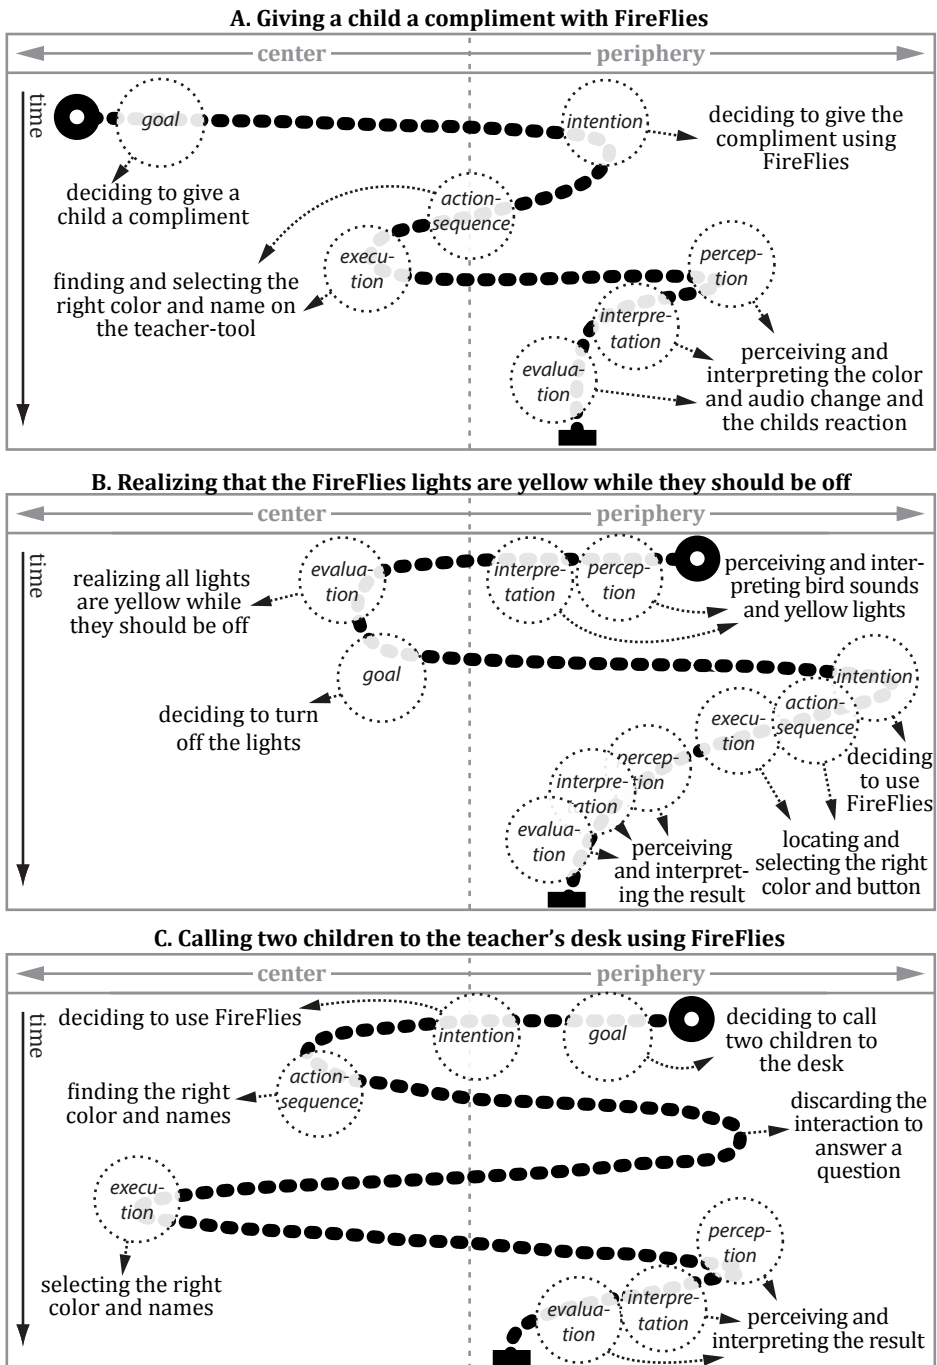 A. Giving a child a compliment with FireFlies
center
periphery
time
goal
intention
deciding to give the
compliment using
FireFlies
deciding to give a
child a compliment
action-
sequence
execu-
tion
percep-
tion
finding and selecting the
right color and name on
the teacher-tool
interpre-
tation
evalua-
tion
perceiving and
interpreting the color
and audio change and
the childs reaction
B. Realizing that the FireFlies lights are yellow while they should be off
center
periphery
time
realizing all lights
are yellow while
they should be off
evalua-
tion
interpre-
tation
percep-
tion
perceiving and inter-
preting bird sounds
and yellow lights
goal
intention
deciding to turn
off the lights
action-
sequence
execu-
tion
deciding
to use
FireFlies
percep-
tion
interpre-
tation
evalua-
tion
perceiving
and interpret-
ing the result
locating and
selecting the right
color and button
C. Calling two children to the teacher's desk using FireFlies
center
periphery
time
deciding to use FireFlies
intention
goal
deciding to call
two children to
the desk
finding the right
color and names
action-
sequence
discarding the
interaction to
answer a
question
execu-
tion
selecting the right
color and names
percep-
tion
interpre-
tation
evalua-
tion
perceiving and
interpreting the result